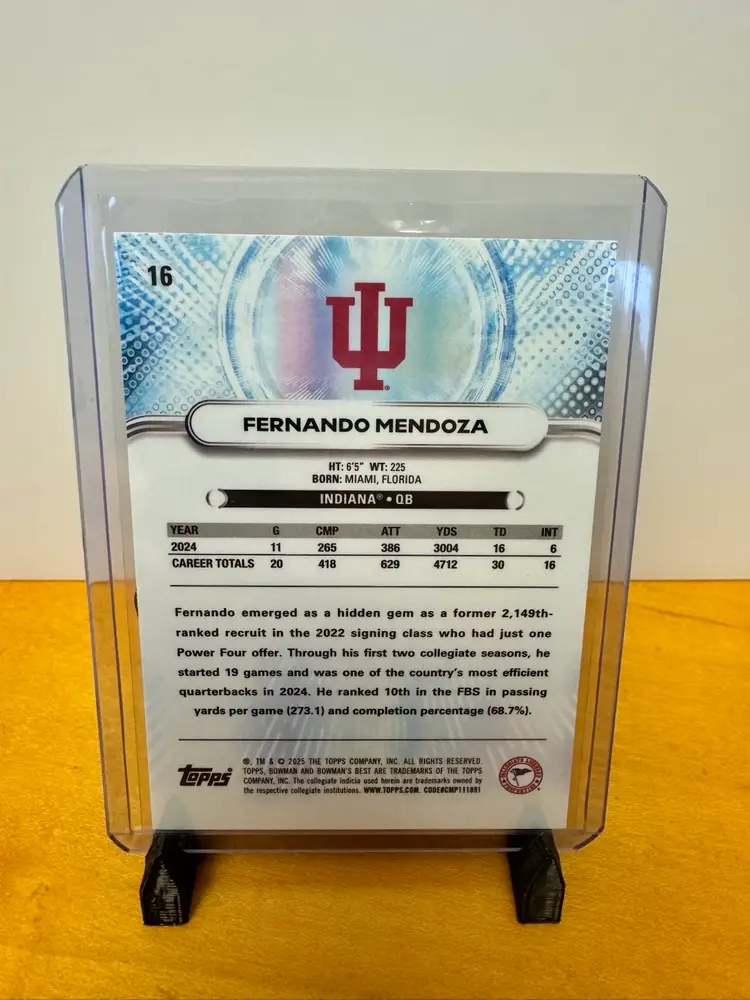 16
IU
FERNANDO MENDOZA
HT: 6'5" WT: 225
BORN: MIAMI, FLORIDA
INDIANA® • QB
YEAR G CMP ATT YDS TD INT
2024 11 265 386 3004 16 6
CAREER TOTALS 20 418 629 4712 30 16
Fernando emerged as a hidden gem as a former 2,149th-
ranked recruit in the 2022 signing class who had just one
Power Four offer. Through his first two collegiate seasons, he
started 19 games and was one of the country's most efficient
quarterbacks in 2024. He ranked 10th in the FBS in passing
yards per game (273.1) and completion percentage (68.7%).
Topps®
®, TM & © 2025 THE TOPPS COMPANY, INC. ALL RIGHTS RESERVED.
TOPPS, BOWMAN AND BOWMAN'S BEST ARE TRADEMARKS OF THE TOPPS
COMPANY, INC. The collegiate indicia used herein are trademarks owned by
the respective collegiate institutions. WWW.TOPPS.COM. CODE#CMP111891